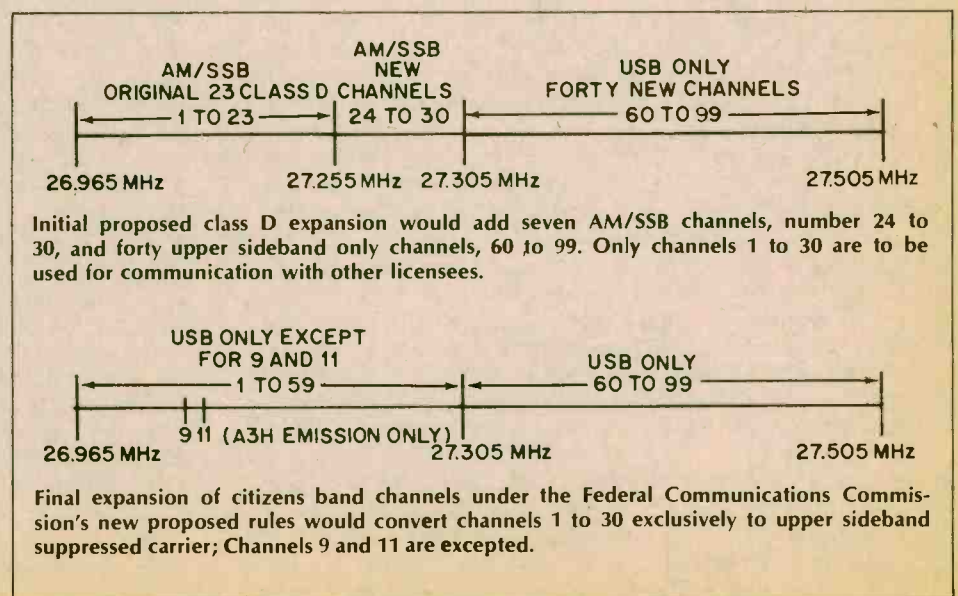 AM/SSB
ORIGINAL 23 CLASS D CHANNELS
1 TO 23
AM/SSB
NEW
24 TO 30
USB ONLY
FORTY NEW CHANNELS
60 TO 99
26.965 MHz
27.255 MHz
27.305 MHz
27.505 MHz
Initial proposed class D expansion would add seven AM/SSB channels, number 24 to
30, and forty upper sideband only channels, 60 to 99. Only channels 1 to 30 are to be
used for communication with other licensees.
USB ONLY EXCEPT
FOR 9 AND 11
1 TO 59
USB ONLY
60 TO 99
9 11 (A3H EMISSION ONLY)
26.965 MHz
27.305 MHz
27.505 MHz
Final expansion of citizens band channels under the Federal Communications Commis-
sion's new proposed rules would convert channels 1 to 30 exclusively to upper sideband
suppressed carrier; Channels 9 and 11 are excepted.